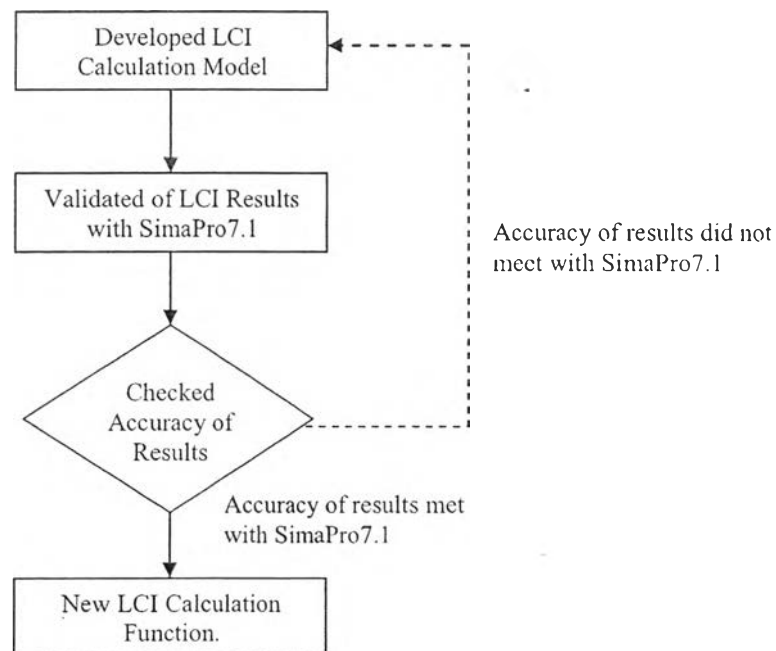 Developed LCI
Calculation Model
Validated of LCI Results
with SimaPro7.1
Accuracy of results did not
meet with SimaPro7.1
Checked
Accuracy of
Results
Accuracy of results met
with SimaPro7.1
New LCI Calculation
Function.